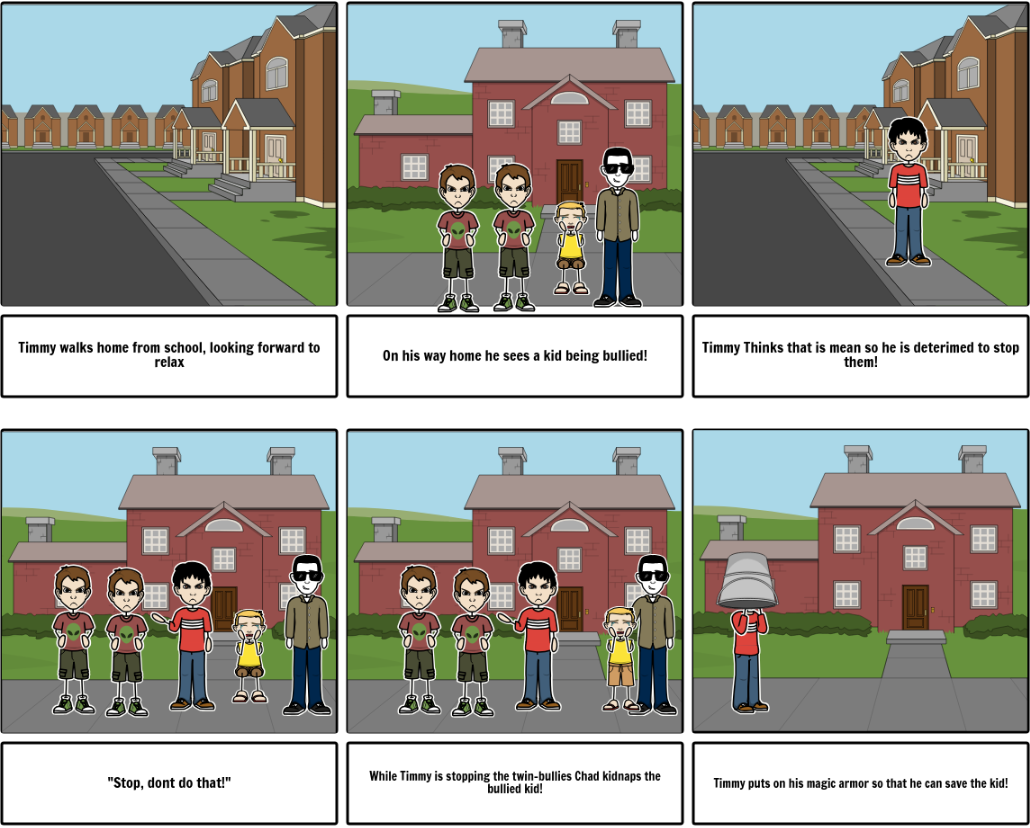 Timmy walks home from school, looking forward to
relax
On his way home he sees a kid being bullied!
Timmy Thinks that is mean so he is deterimed to stop
them!
"Stop, dont do that!"
While Timmy is stopping the twin-bullies Chad kidnaps the
bullied kid!
Timmy puts on his magic armor so that he can save the kid!